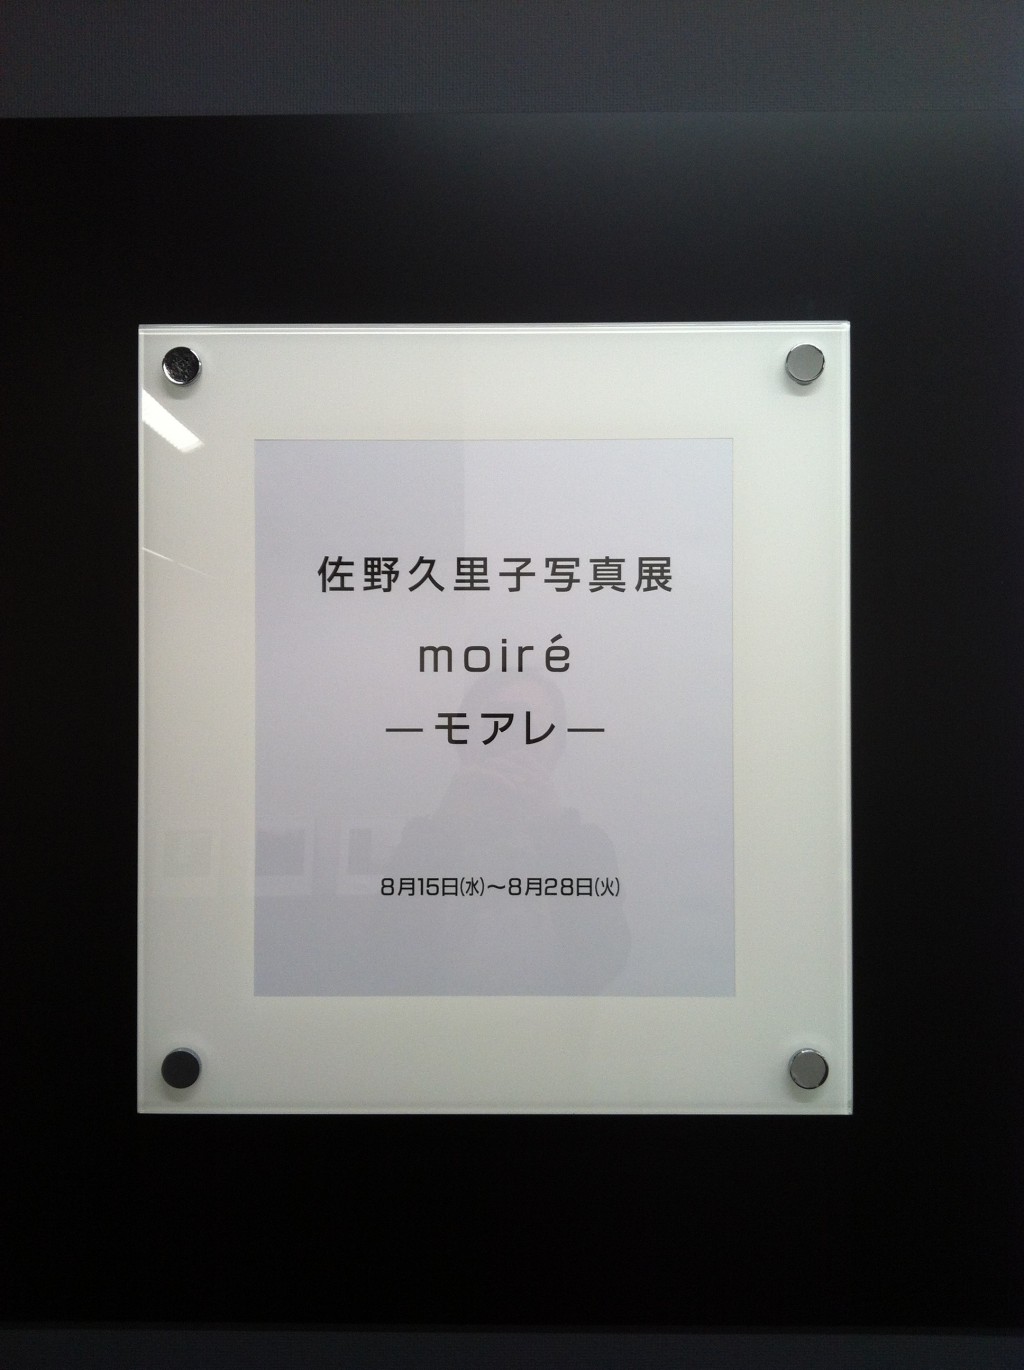 佐野久里子写真展
moiré
―モアレ―
8月15日(水)～8月28日(火)